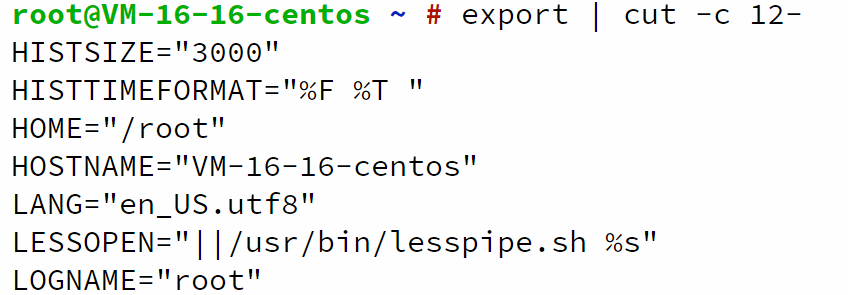 root@VM-16-16-centos ~ # export | cut -c 12-
HISTSIZE="3000"
HISTTIMEFORMAT="%F %T "
HOME="/root"
HOSTNAME="VM-16-16-centos"
LANG="en_US.utf8"
LESSOPEN="||/usr/bin/lesspipe.sh %s"
LOGNAME="root"